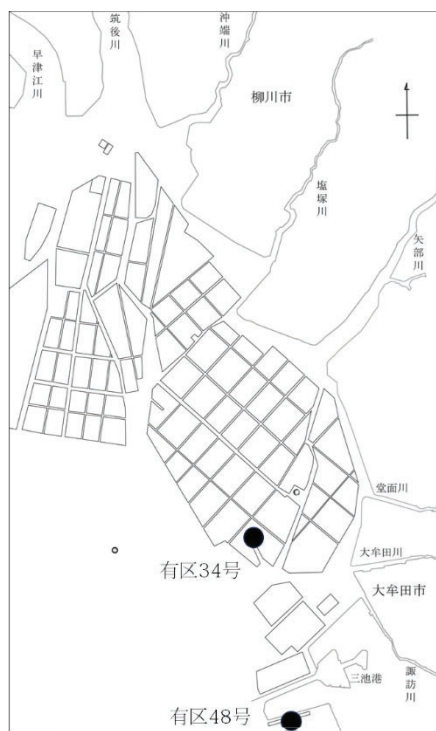 早津江川
筑後川
沖端川
柳川市
塩塚川
矢部川
堂面川
大牟田川
有区34号
大牟田市
三池港
諏訪川
有区48号